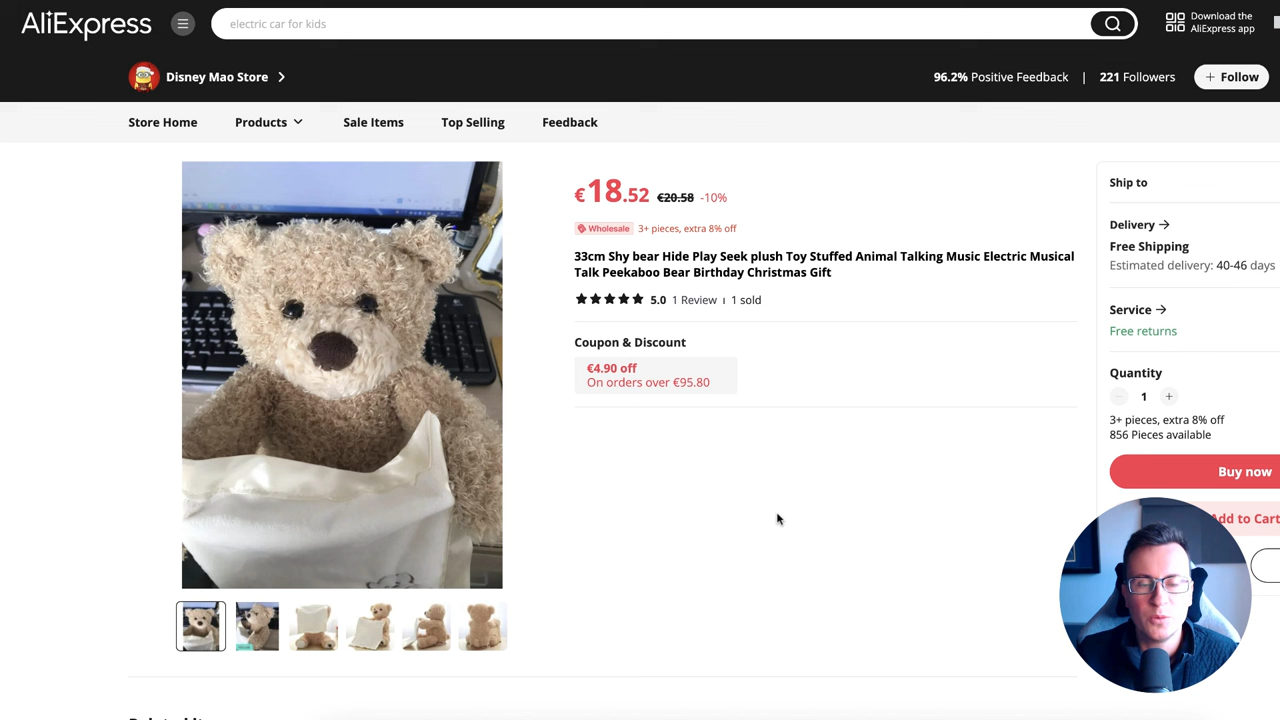 AliExpress
electric car for kids
Download the
AliExpress app
Disney Mao Store
96.2% Positive Feedback | 221 Followers
+ Follow
Store Home
Products
Sale Items
Top Selling
Feedback
€18.52 €20.58 -10%
Wholesale 3+ pieces, extra 8% off
33cm Shy bear Hide Play Seek plush Toy Stuffed Animal Talking Music Electric Musical
Talk Peekaboo Bear Birthday Christmas Gift
5.0 1 Review 1 sold
Coupon & Discount
€4.90 off
On orders over €95.80
Ship to
Delivery
Free Shipping
Estimated delivery: 40-46 days
Service
Free returns
Quantity
1 +
3+ pieces, extra 8% off
856 Pieces available
Buy now
Add to Cart